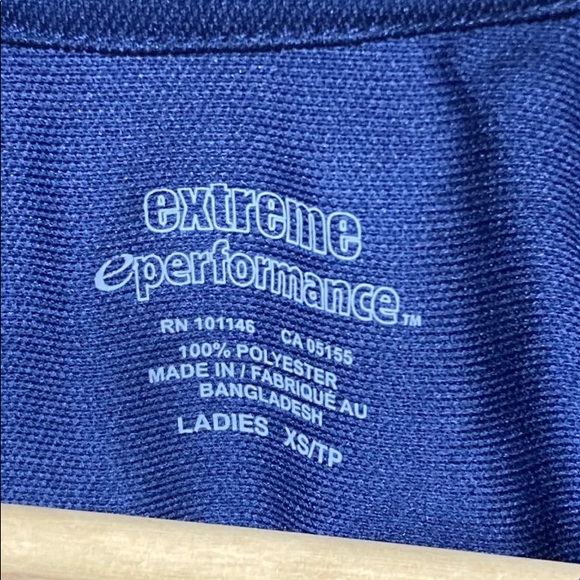 extreme
eperformance™
RN 101146 CA 05155
100% POLYESTER
MADE IN / FABRIQUÉ AU
BANGLADESH
LADIES XS/TP